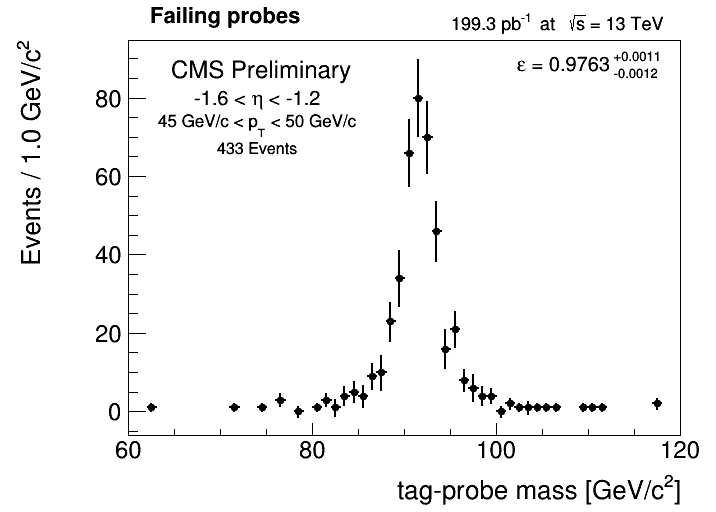 Failing probes
199.3 pb⁻¹ at √s = 13 TeV
CMS Preliminary
ε = 0.9763 +0.0011 -0.0012
-1.6 < η < -1.2
45 GeV/c < p_T < 50 GeV/c
433 Events
Events / 1.0 GeV/c²
80
60
40
20
0
60 80 100 120
tag-probe mass [GeV/c²]